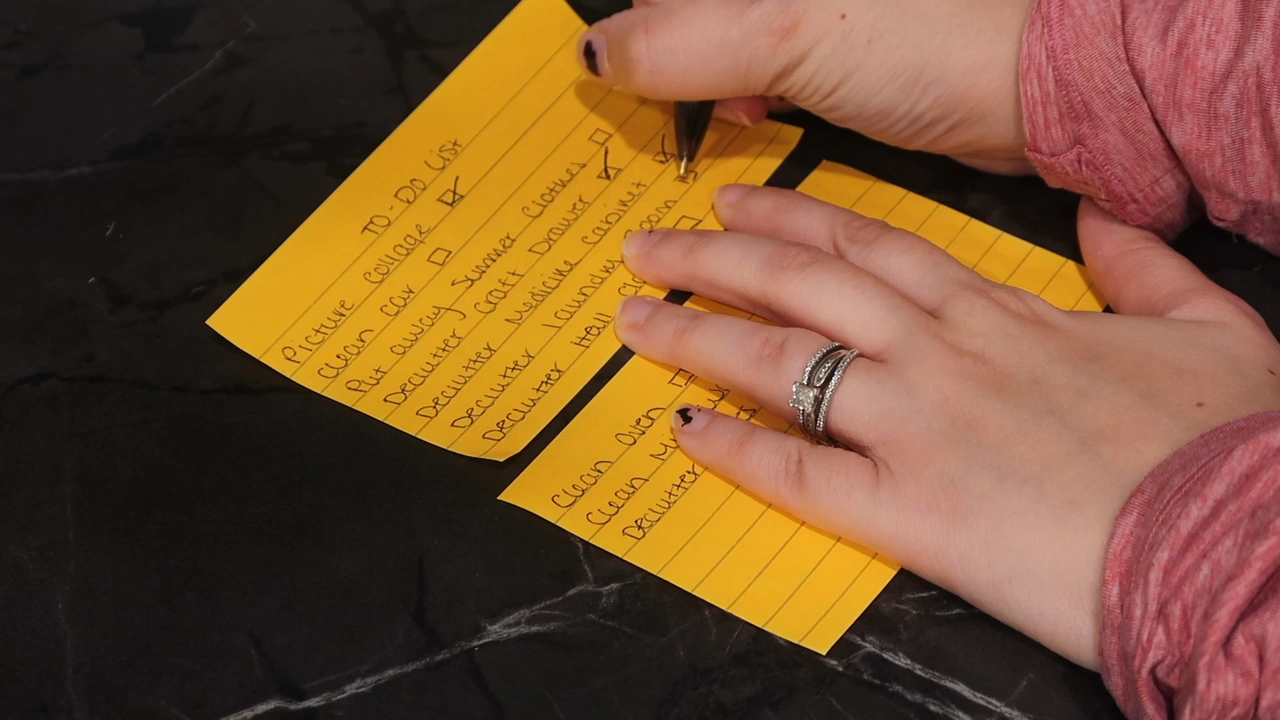 TO-DO List
Picture collage
Clean car
Put away Summer Clothes
Declutter Craft Drawer
Declutter Medicine Cabinet
Declutter laundry
Declutter Hall
Clean Oven
Clean
Declutter